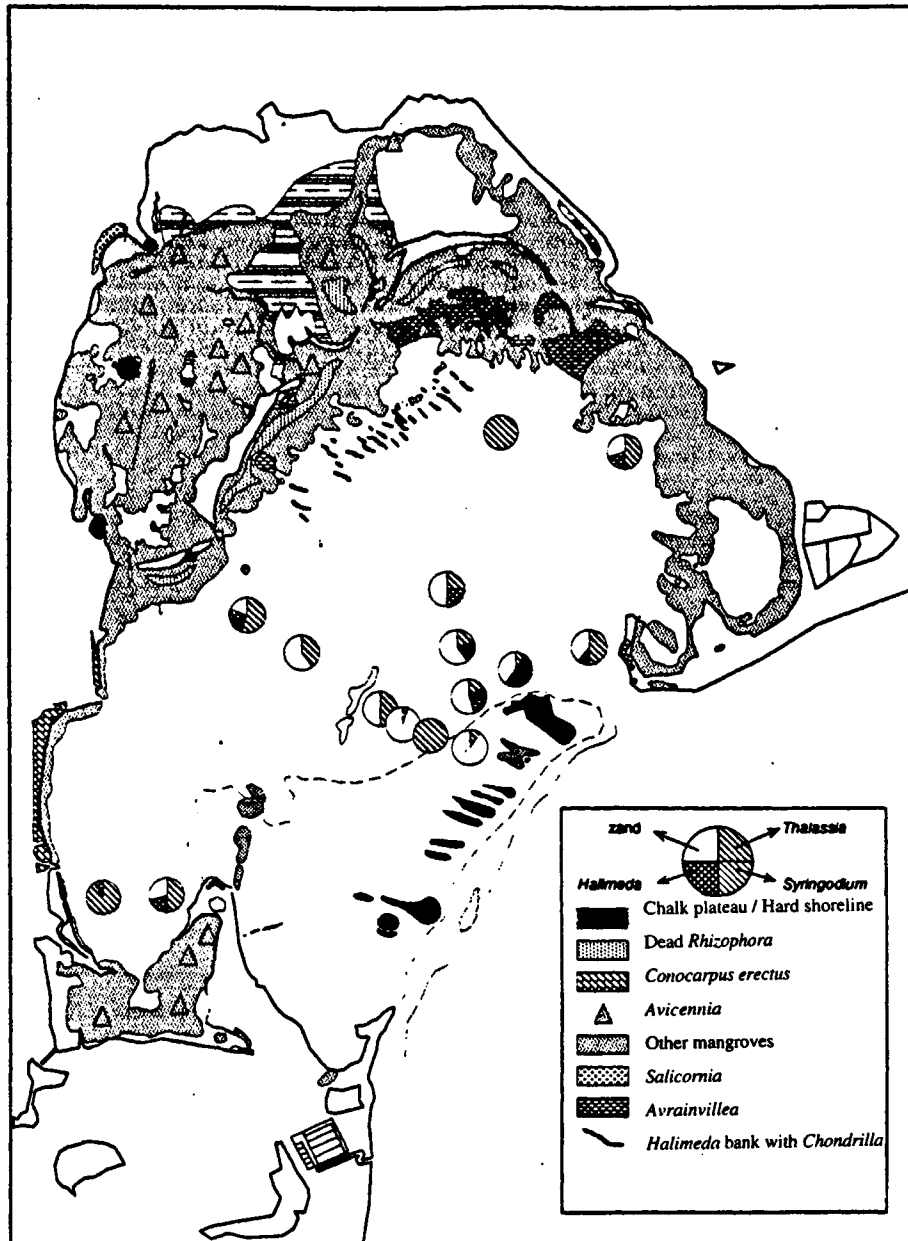 zand
Thalassia
Halimeda
Syringodium
Chalk plateau / Hard shoreline
Dead Rhizophora
Conocarpus erectus
Avicennia
Other mangroves
Salicornia
Avrainvillea
Halimeda bank with Chondrilla